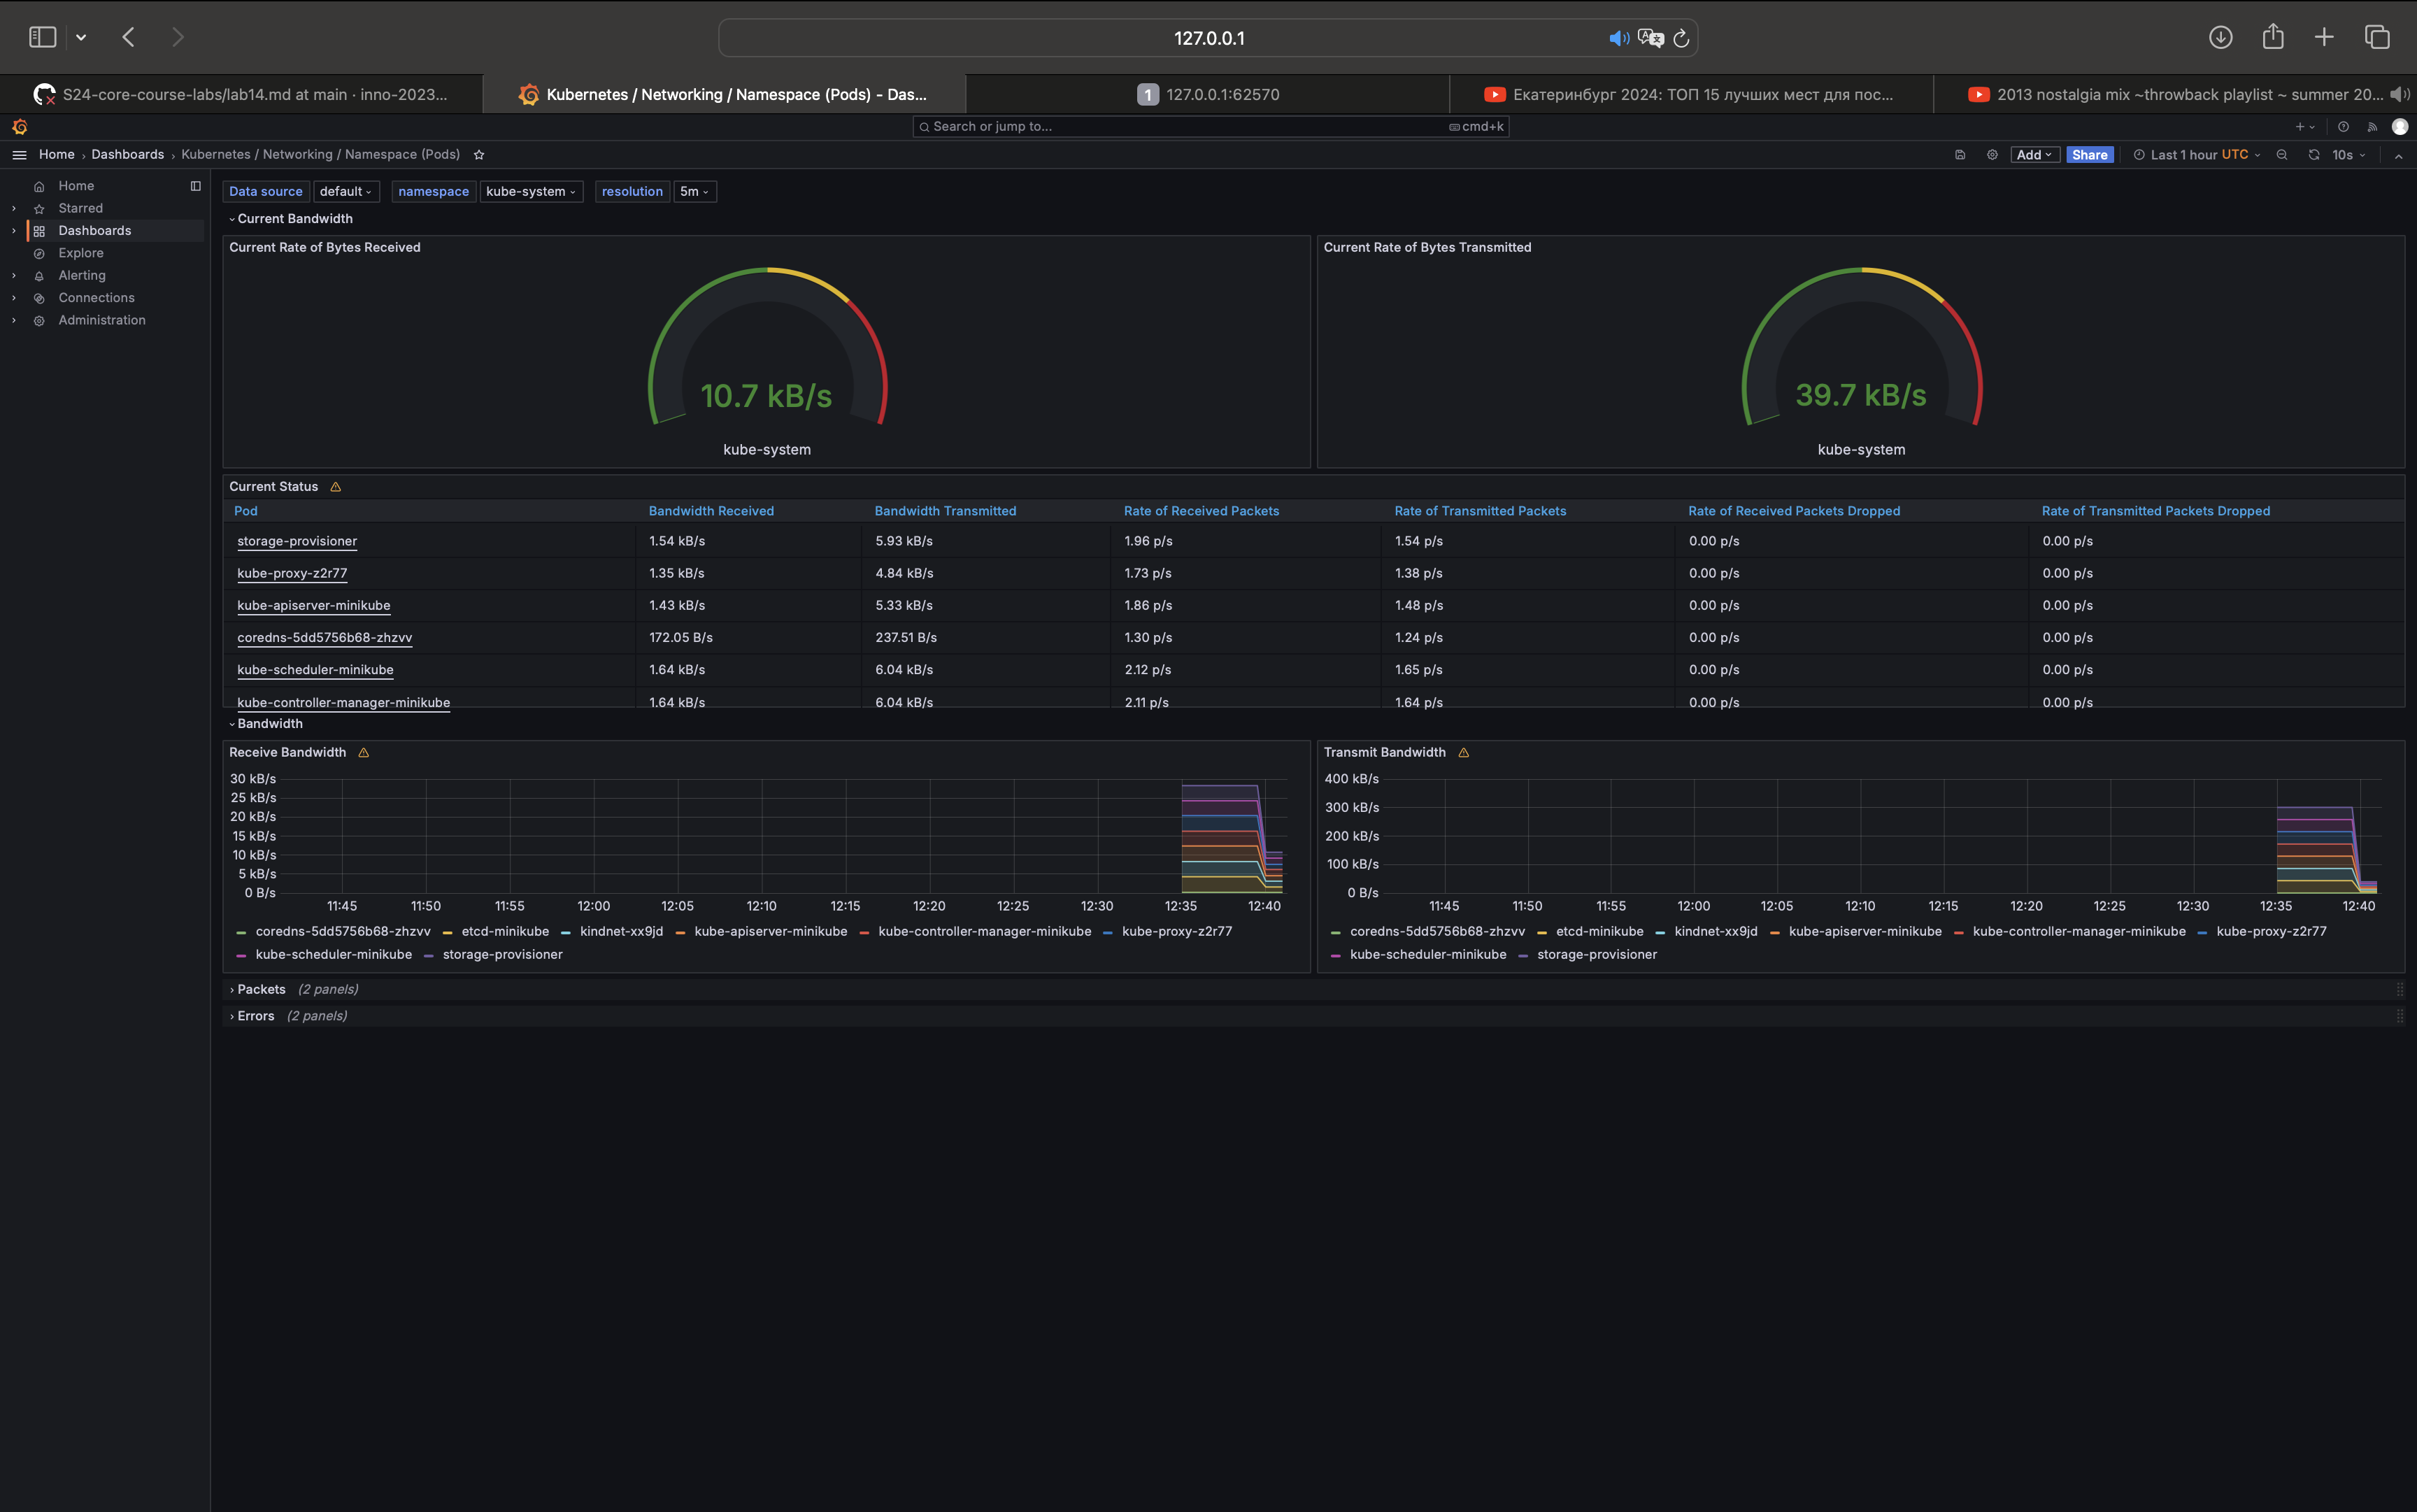 127.0.0.1
S24-core-course-labs/lab14.md at main · inno-2023...
Kubernetes / Networking / Namespace (Pods) - Das...
1 127.0.0.1:62570
Екатеринбург 2024: ТОП 15 лучших мест для пос...
2013 nostalgia mix ~throwback playlist ~ summer 20...
Search or jump to... cmd+k
Home › Dashboards › Kubernetes / Networking / Namespace (Pods)
Add Share Last 1 hour UTC 10s
Home
Starred
Dashboards
Explore
Alerting
Connections
Administration
Data source default namespace kube-system resolution 5m
Current Bandwidth
Current Rate of Bytes Received
10.7 kB/s
kube-system
Current Rate of Bytes Transmitted
39.7 kB/s
kube-system
Current Status
Pod Bandwidth Received Bandwidth Transmitted Rate of Received Packets Rate of Transmitted Packets Rate of Received Packets Dropped Rate of Transmitted Packets Dropped
storage-provisioner 1.54 kB/s 5.93 kB/s 1.96 p/s 1.54 p/s 0.00 p/s 0.00 p/s
kube-proxy-z2r77 1.35 kB/s 4.84 kB/s 1.73 p/s 1.38 p/s 0.00 p/s 0.00 p/s
kube-apiserver-minikube 1.43 kB/s 5.33 kB/s 1.86 p/s 1.48 p/s 0.00 p/s 0.00 p/s
coredns-5dd5756b68-zhzvv 172.05 B/s 237.51 B/s 1.30 p/s 1.24 p/s 0.00 p/s 0.00 p/s
kube-scheduler-minikube 1.64 kB/s 6.04 kB/s 2.12 p/s 1.65 p/s 0.00 p/s 0.00 p/s
kube-controller-manager-minikube 1.64 kB/s 6.04 kB/s 2.11 p/s 1.64 p/s 0.00 p/s 0.00 p/s
Bandwidth
Receive Bandwidth
30 kB/s
25 kB/s
20 kB/s
15 kB/s
10 kB/s
5 kB/s
0 B/s
11:45 11:50 11:55 12:00 12:05 12:10 12:15 12:20 12:25 12:30 12:35 12:40
coredns-5dd5756b68-zhzvv etcd-minikube kindnet-xx9jd kube-apiserver-minikube kube-controller-manager-minikube kube-proxy-z2r77
kube-scheduler-minikube storage-provisioner
Transmit Bandwidth
400 kB/s
300 kB/s
200 kB/s
100 kB/s
0 B/s
11:45 11:50 11:55 12:00 12:05 12:10 12:15 12:20 12:25 12:30 12:35 12:40
coredns-5dd5756b68-zhzvv etcd-minikube kindnet-xx9jd kube-apiserver-minikube kube-controller-manager-minikube kube-proxy-z2r77
kube-scheduler-minikube storage-provisioner
Packets (2 panels)
Errors (2 panels)